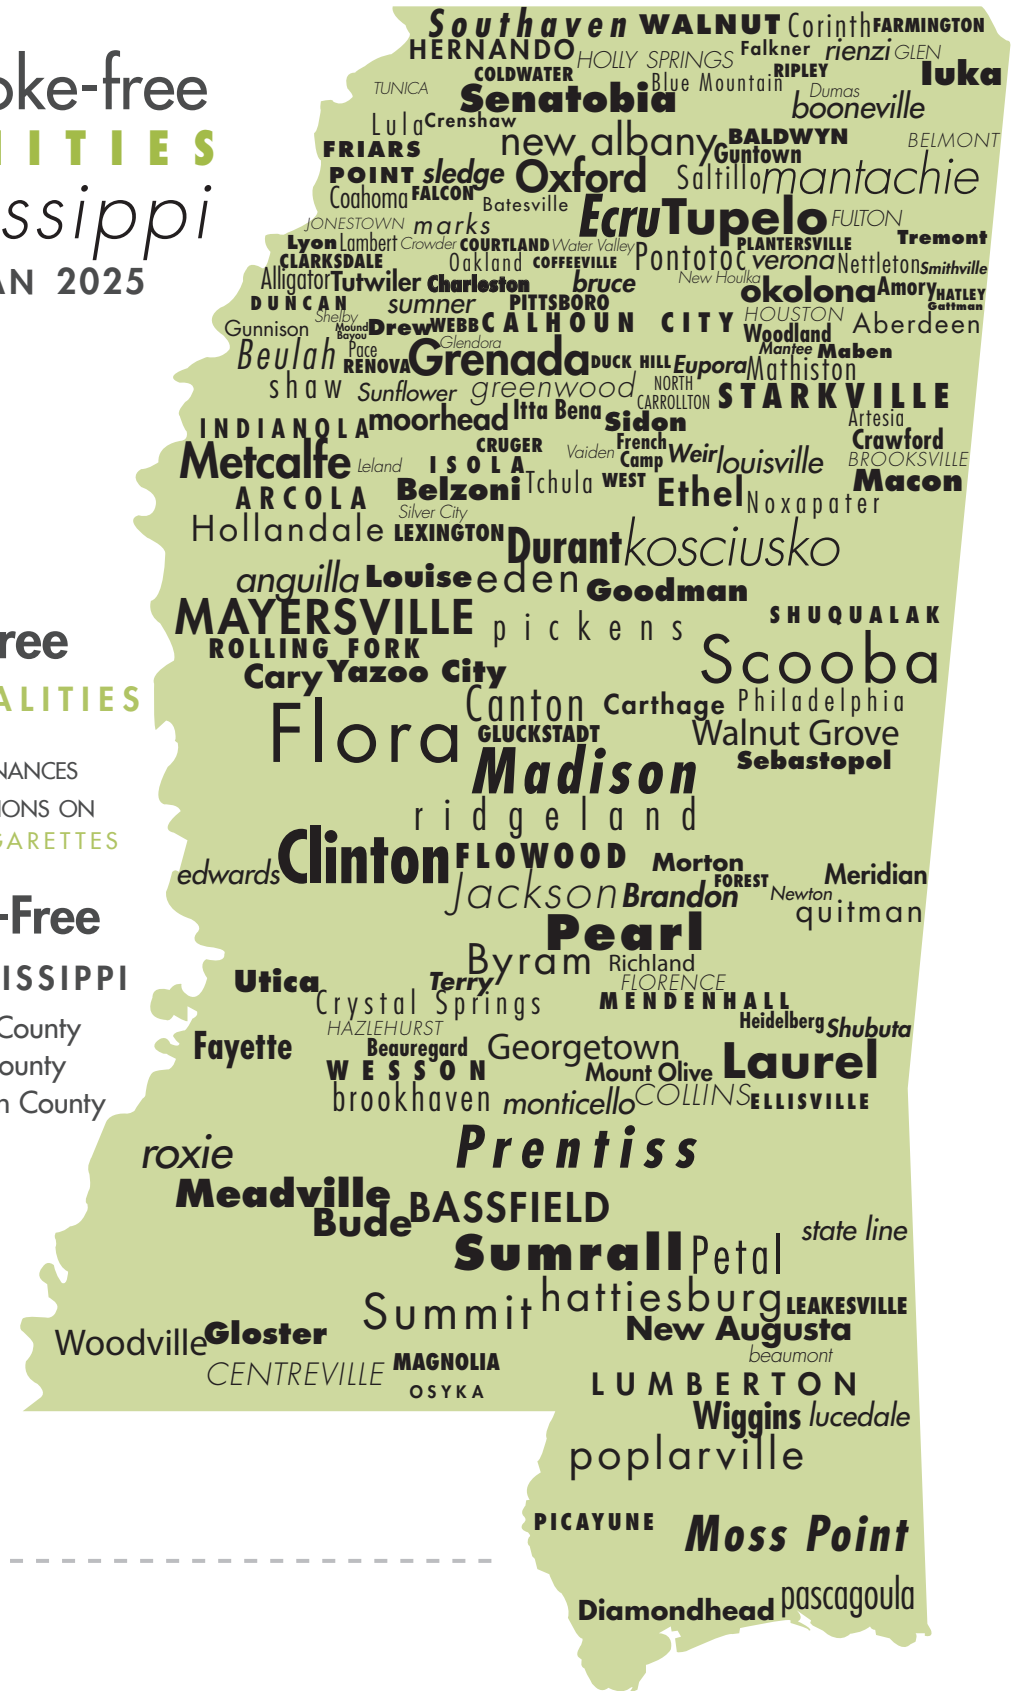 oke-free
ITIES
ssippi
AN 2025
ree
ALITIES
NANCES
IONS ON
GARETTES
-Free
ISSIPPI
County
ounty
n County
Southaven WALNUT Corinth FARMINGTON
HERNANDO HOLLY SPRINGS Falkner rienzi GLEN
TUNICA COLDWATER Blue Mountain RIPLEY Iuka
Senatobia Dumas booneville
Lula Crenshaw new albany BALDWYN BELMONT
FRIARS Guntown
POINT sledge Oxford Saltillo mantachie
Coahoma FALCON Batesville Ecru Tupelo FULTON
JONESTOWN marks
Lyon Lambert Crowder COURTLAND Water Valley Pontotoc PLANTERSVILLE Tremont
CLARKSDALE Oakland COFFEEVILLE verona Nettleton Smithville
Alligator Tutwiler Charleston bruce New Houlka okolona Amory HATLEY
DUNCAN sumner PITTSBORO Gattman
Gunnison Shelby Mound Bayou Drew WEBB CALHOUN CITY HOUSTON Aberdeen
Woodland
Beulah Pace Glendora Mantee Maben
RENOVA Grenada DUCK HILL Eupora Mathiston
shaw Sunflower greenwood NORTH CARROLLTON STARKVILLE
INDIANOLA moorhead Itta Bena Sidon Artesia
CRUGER Vaiden French Camp Weir louisville Crawford
Metcalfe Leland ISOLA BROOKSVILLE
ARCOLA Belzoni Tchula WEST Ethel Noxapater Macon
Silver City
Hollandale LEXINGTON Durant kosciusko
anguilla Louise eden Goodman
MAYERSVILLE pickens SHUQUALAK
ROLLING FORK Scooba
Cary Yazoo City
Flora Canton Carthage Philadelphia
GLUCKSTADT Walnut Grove
Madison Sebastopol
ridgeland
edwards Clinton FLOWOOD Morton Meridian
Jackson Brandon FOREST Newton quitman
Pearl
Byram Richland
Utica Terry FLORENCE
Crystal Springs MENDENHALL
HAZLEHURST Heidelberg Shubuta
Fayette Beauregard Georgetown Laurel
WESSON Mount Olive
brookhaven monticello COLLINS ELLISVILLE
roxie Prentiss
Meadville BASSFIELD
Bude state line
Sumrall Petal
Summit hattiesburg LEAKESVILLE
Woodville Gloster New Augusta
CENTREVILLE MAGNOLIA beaumont
OSYKA LUMBERTON
Wiggins lucedale
poplarville
PICAYUNE Moss Point
Diamondhead pascagoula